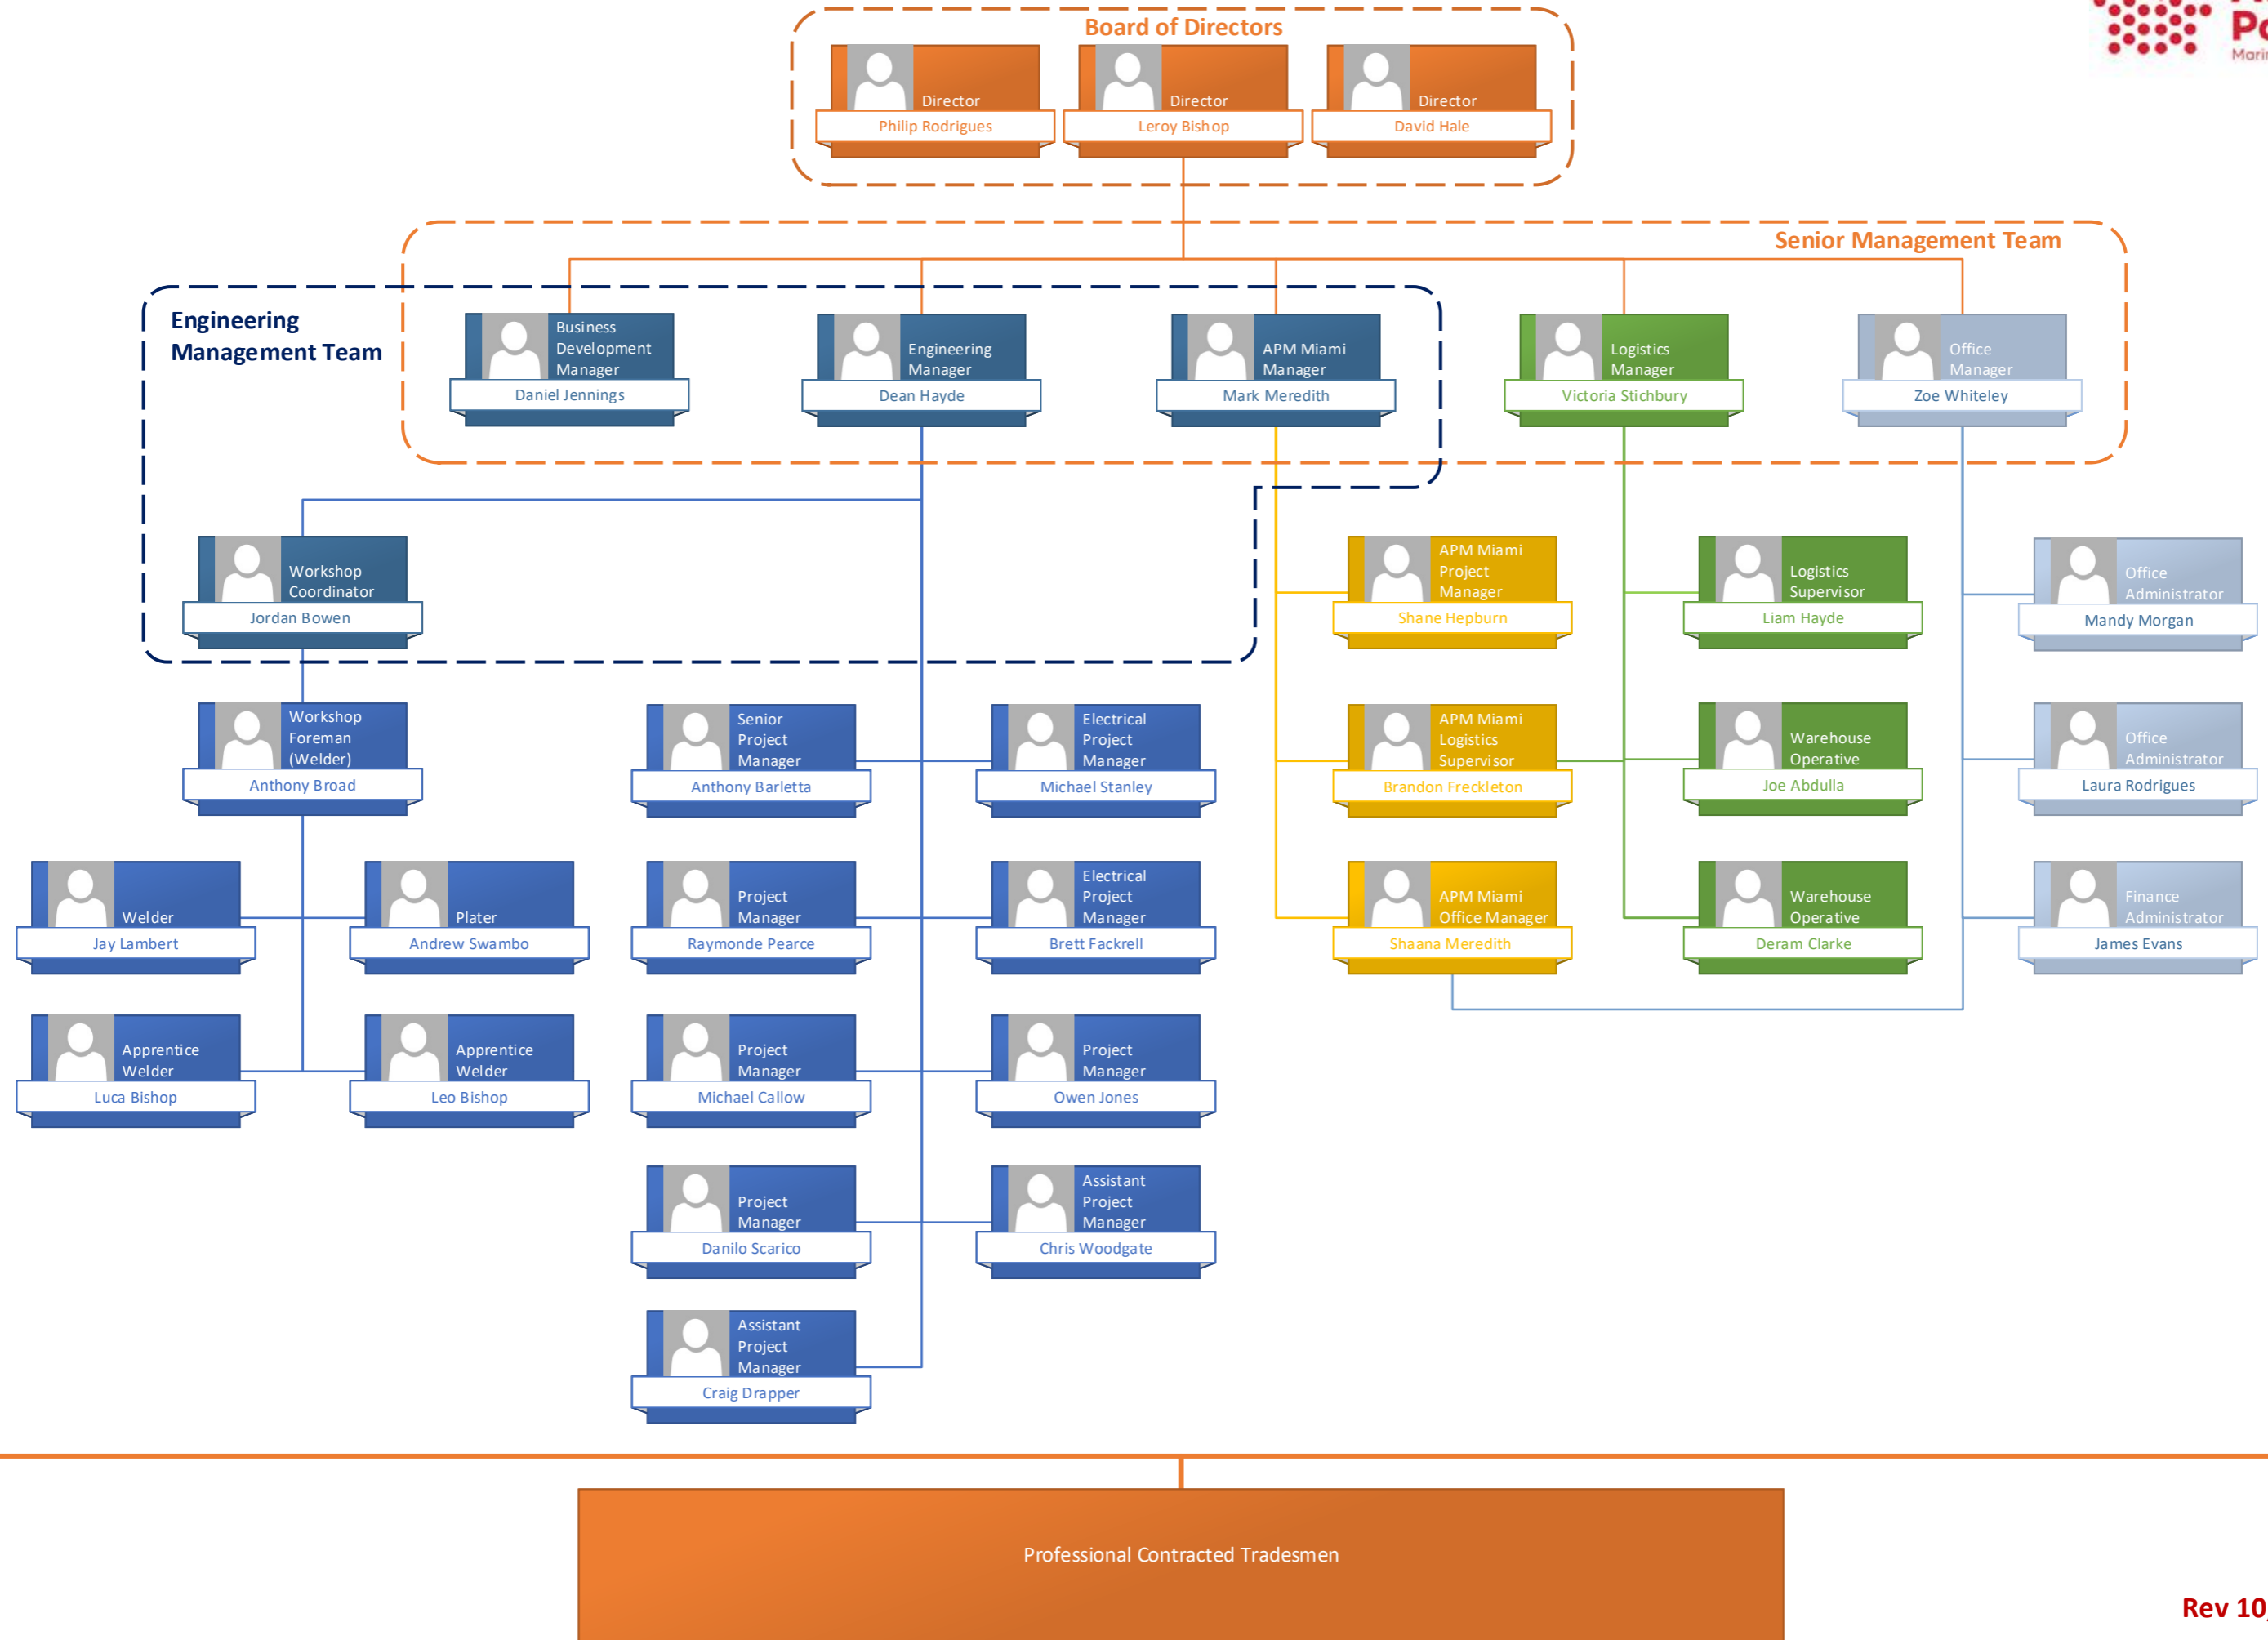 Board of Directors
Director
Philip Rodrigues
Director
Leroy Bishop
Director
David Hale
Senior Management Team
Engineering
Management Team
Business
Development
Manager
Daniel Jennings
Engineering
Manager
Dean Hayde
APM Miami
Manager
Mark Meredith
Logistics
Manager
Victoria Stichbury
Office
Manager
Zoe Whiteley
Workshop
Coordinator
Jordan Bowen
APM Miami
Project
Manager
Shane Hepburn
Logistics
Supervisor
Liam Hayde
Office
Administrator
Mandy Morgan
Workshop
Foreman
(Welder)
Anthony Broad
Senior
Project
Manager
Anthony Barletta
Electrical
Project
Manager
Michael Stanley
APM Miami
Logistics
Supervisor
Brandon Freckleton
Warehouse
Operative
Joe Abdulla
Office
Administrator
Laura Rodrigues
Welder
Jay Lambert
Plater
Andrew Swambo
Project
Manager
Raymonde Pearce
Electrical
Project
Manager
Brett Fackrell
APM Miami
Office Manager
Shaana Meredith
Warehouse
Operative
Deram Clarke
Finance
Administrator
James Evans
Apprentice
Welder
Luca Bishop
Apprentice
Welder
Leo Bishop
Project
Manager
Michael Callow
Project
Manager
Owen Jones
Project
Manager
Danilo Scarico
Assistant
Project
Manager
Chris Woodgate
Assistant
Project
Manager
Craig Drapper
Professional Contracted Tradesmen
Rev 10